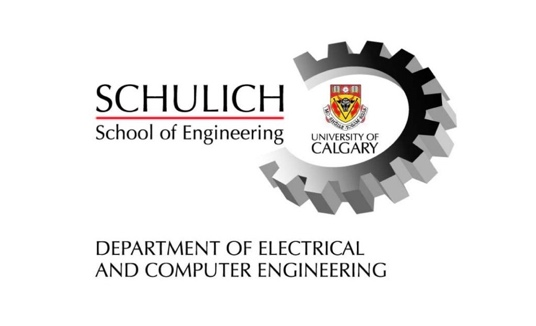 SCHULICH
School of Engineering
UNIVERSITY OF
CALGARY
DEPARTMENT OF ELECTRICAL
AND COMPUTER ENGINEERING